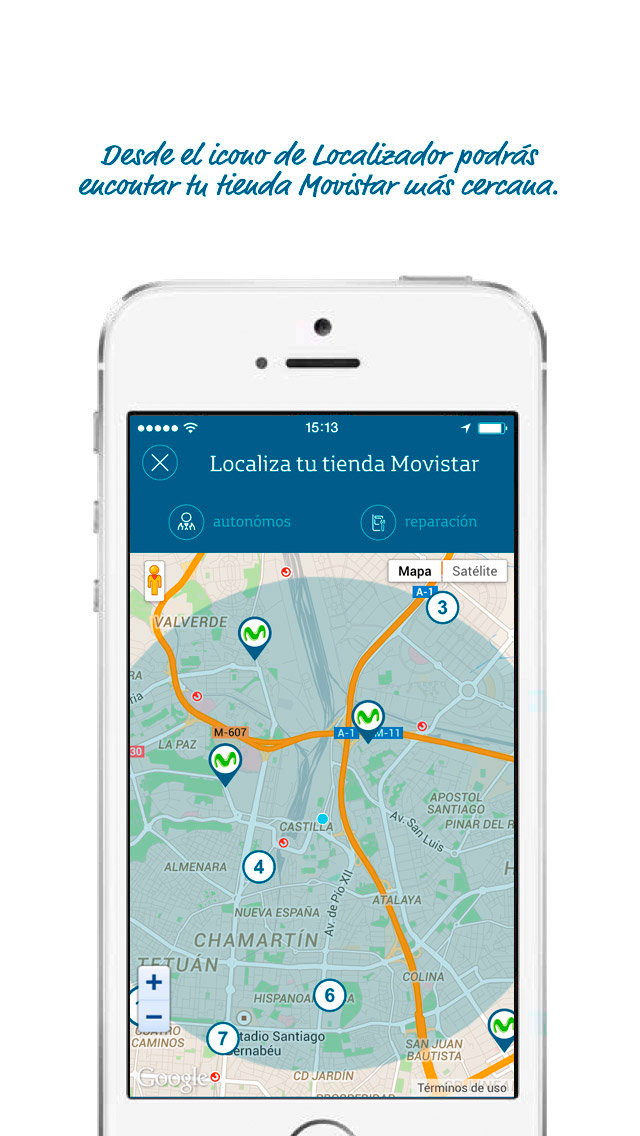 Desde el icono de Localizador podrás
encontar tu tienda Movistar más cercana.
15:13
Localiza tu tienda Movistar
autonómos
reparación
Mapa
Satélite
A-1
3
VALVERDE
M-607
A-1
M-11
30
LA PAZ
APOSTOL
SANTIAGO
PINAR DEL R
CASTILLA
Av. San Luis
4
ALMENARA
Av. de Pío XII
ATALAYA
NUEVA ESPAÑA
CHAMARTÍN
TETUÁN
COLINA
+
6
HISPANOA
−
7
Estadio Santiago
Bernabéu
CUATRO
CAMINOS
SAN JUAN
BAUTISTA
CD JARDÍN
Google
Términos de uso